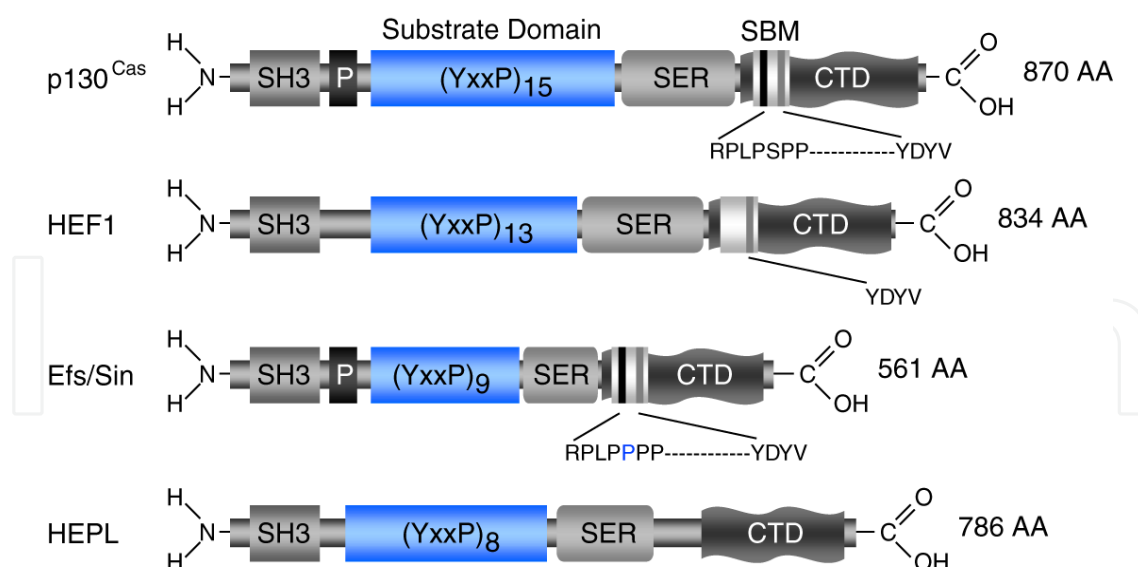 Substrate Domain SBM
p130Cas H H N SH3 P (YxxP)15 SER CTD C O OH 870 AA
RPLPSPP------------YDYV
HEF1 H H N SH3 (YxxP)13 SER CTD C O OH 834 AA
YDYV
Efs/Sin H H N SH3 P (YxxP)9 SER CTD C O OH 561 AA
RPLPPPP------------YDYV
HEPL H H N SH3 (YxxP)8 SER CTD C O OH 786 AA